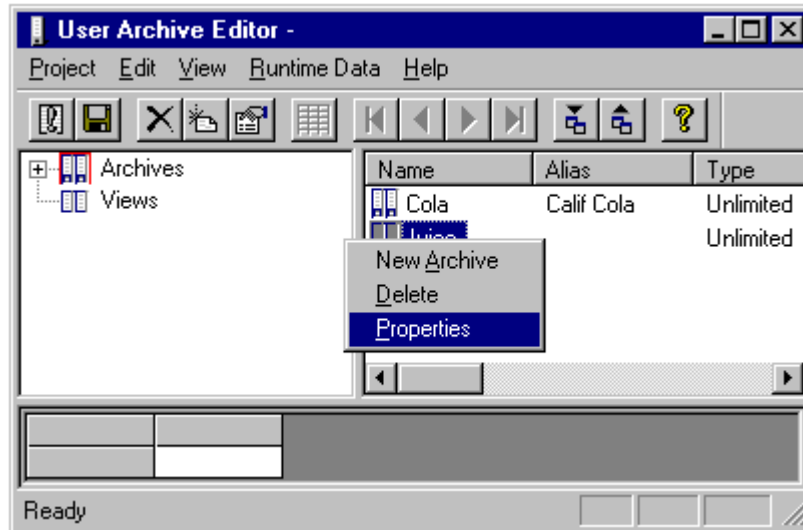 User Archive Editor -
Project Edit View Runtime Data Help
Archives
Views
Name Alias Type
Cola Calif Cola Unlimited
Unlimited
New Archive
Delete
Properties
Ready